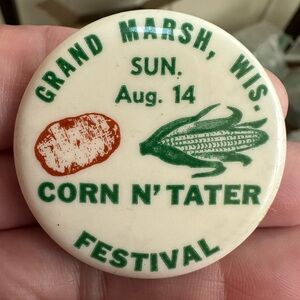 GRAND MARSH, WIS.
SUN.
Aug. 14
CORN N' TATER
FESTIVAL